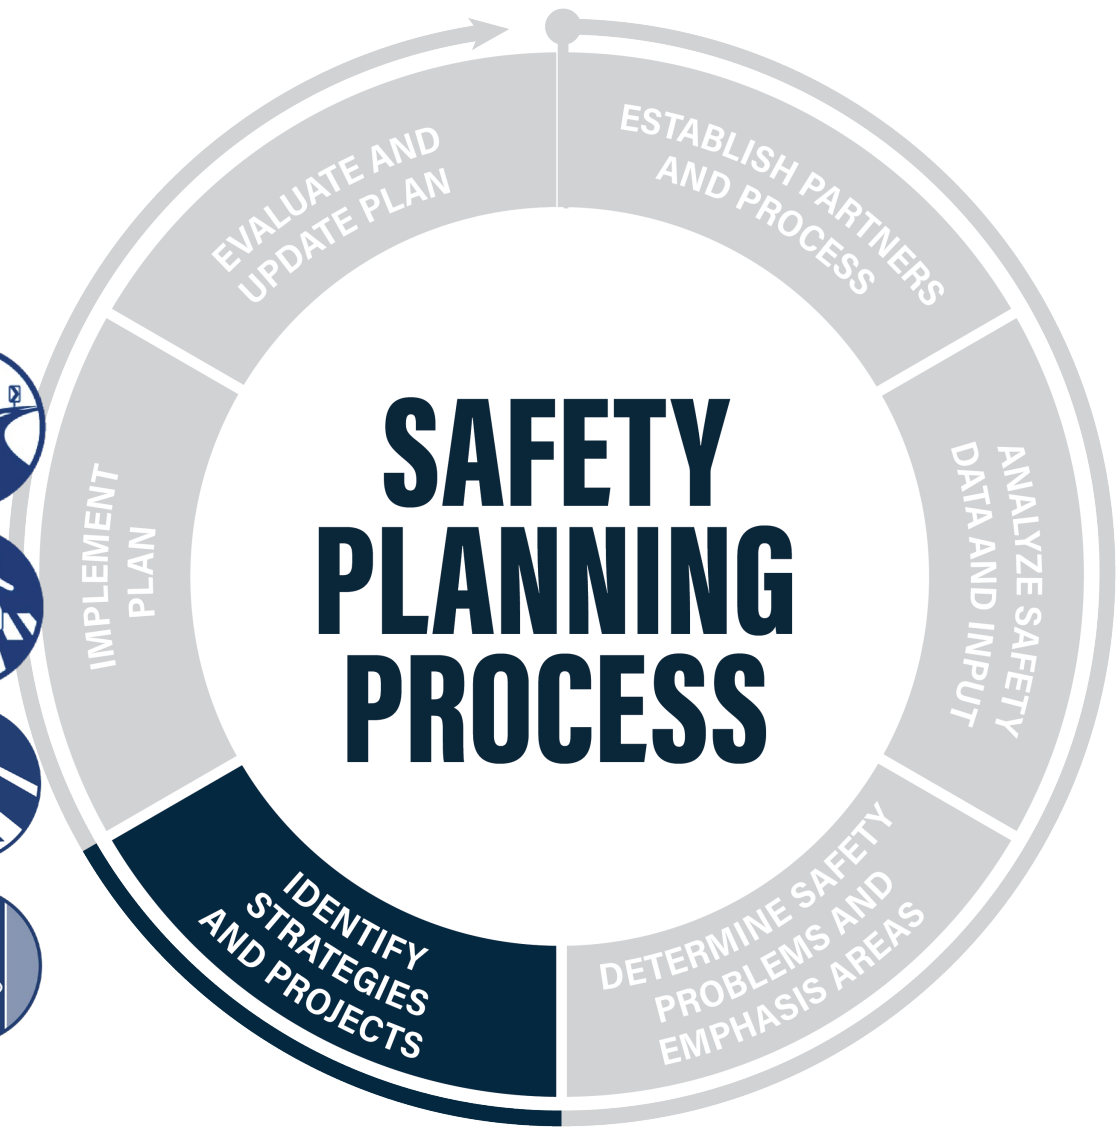 SAFETY
PLANNING
PROCESS
ESTABLISH PARTNERS
AND PROCESS
ANALYZE SAFETY
DATA AND INPUT
DETERMINE SAFETY
PROBLEMS AND
EMPHASIS AREAS
IDENTIFY
STRATEGIES
AND PROJECTS
IMPLEMENT
PLAN
EVALUATE AND
UPDATE PLAN